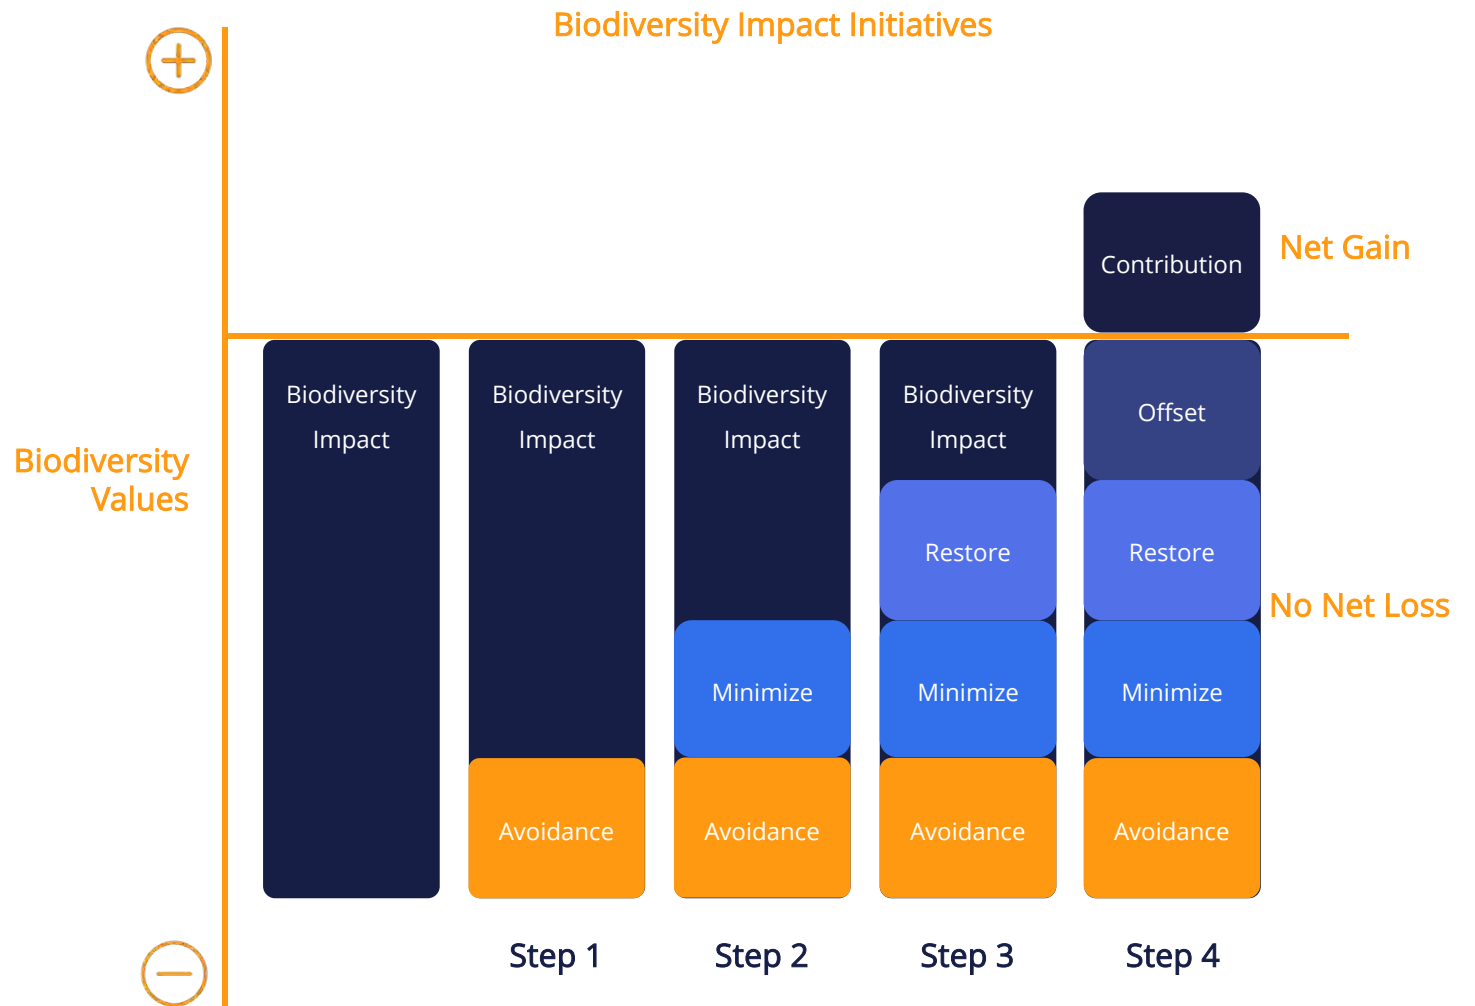 Biodiversity Impact Initiatives
Contribution
Net Gain
Biodiversity
Impact
Biodiversity
Impact
Biodiversity
Impact
Biodiversity
Impact
Offset
Biodiversity
Values
Restore
Restore
No Net Loss
Minimize
Minimize
Minimize
Avoidance
Avoidance
Avoidance
Avoidance
Step 1
Step 2
Step 3
Step 4